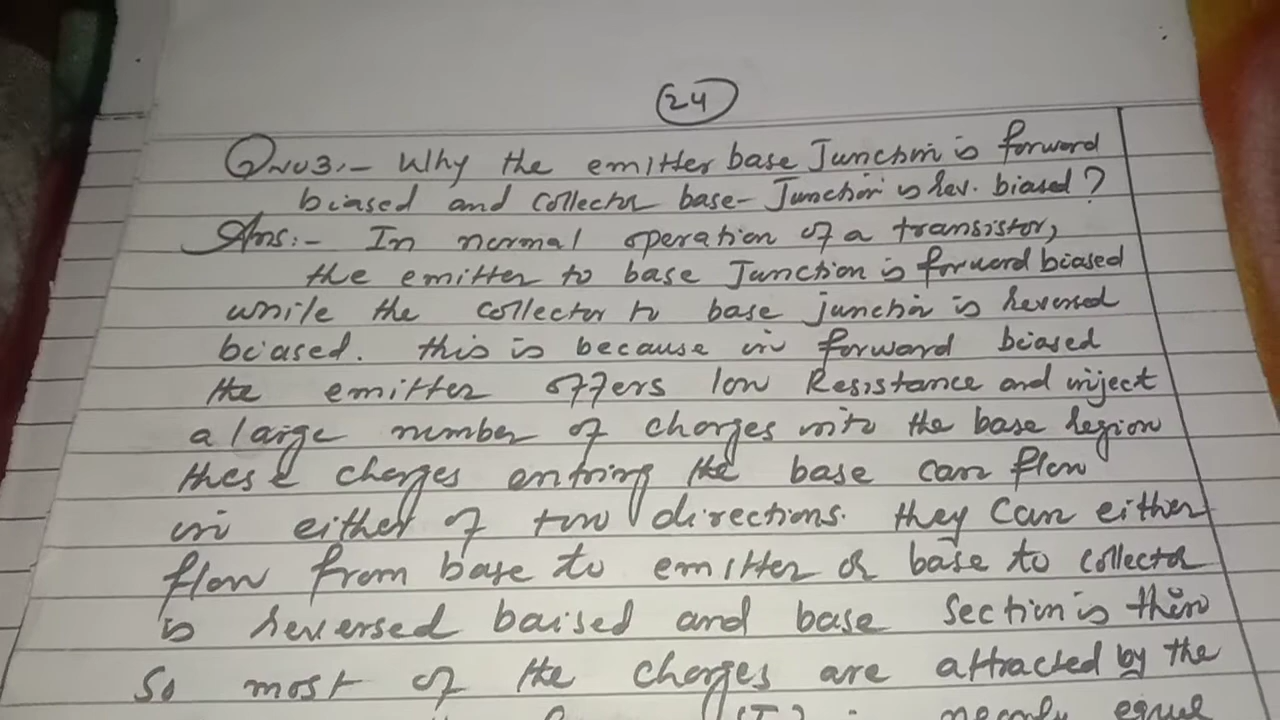 24
Q No 3:- Why the emitter base Junction is forward
biased and collector base- Junction is rev. biased?
Ans:- In normal operation of a transistor,
the emitter to base Junction is forward biased
while the collector to base junction is reversed
biased. this is because in forward biased
the emitter offers low Resistance and inject
a large number of charges into the base region
these charges entring the base can flow
in either of two directions. they can either
flow from base to emitter or base to collector
is reversed baised and base section is thin
So most of the charges are attracted by the
nearly equal